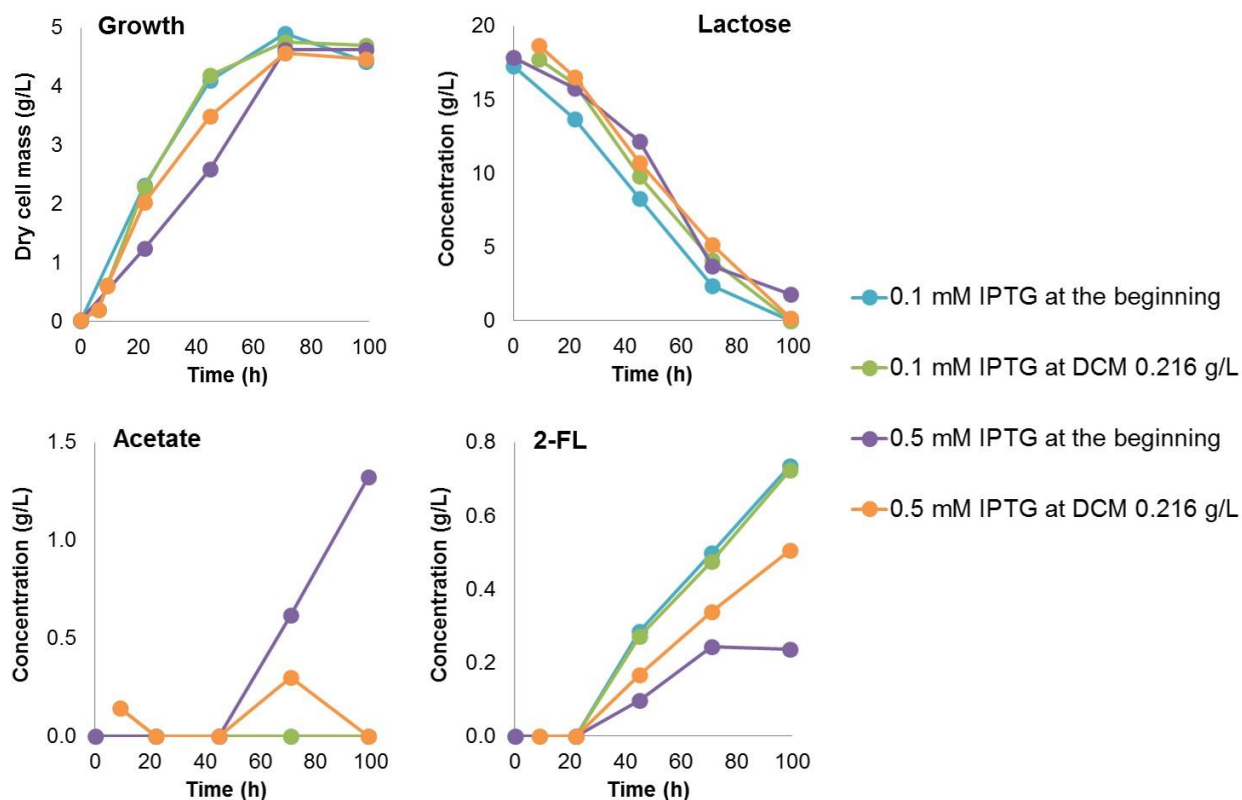 Growth
Dry cell mass (g/L)
5
4
3
2
1
0
0 20 40 60 80 100
Time (h)
Lactose
Concentration (g/L)
20
15
10
5
0
0 20 40 60 80 100
Time (h)
Acetate
Concentration (g/L)
1.5
1.0
0.5
0.0
0 20 40 60 80 100
Time (h)
2-FL
Concentration (g/L)
0.8
0.6
0.4
0.2
0.0
0 20 40 60 80 100
Time (h)
0.1 mM IPTG at the beginning
0.1 mM IPTG at DCM 0.216 g/L
0.5 mM IPTG at the beginning
0.5 mM IPTG at DCM 0.216 g/L